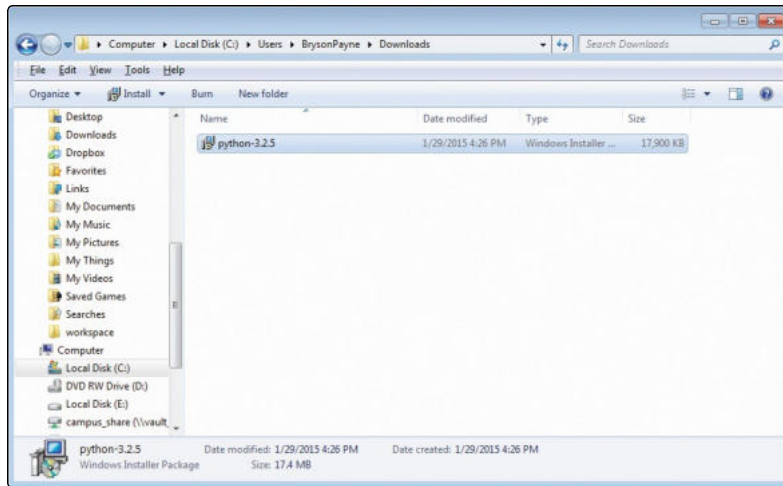 Computer ▸ Local Disk (C:) ▸ Users ▸ BrysonPayne ▸ Downloads
Search Downloads
File Edit View Tools Help
Organize Install Burn New folder
Name Date modified Type Size
python-3.2.5 1/29/2015 4:26 PM Windows Installer ... 17,900 KB
Desktop
Downloads
Dropbox
Favorites
Links
My Documents
My Music
My Pictures
My Things
My Videos
Saved Games
Searches
workspace
Computer
Local Disk (C:)
DVD RW Drive (D:)
Local Disk (E:)
campus_share (\\vault_
python-3.2.5 Date modified: 1/29/2015 4:26 PM Date created: 1/29/2015 4:26 PM
Windows Installer Package Size: 17.4 MB